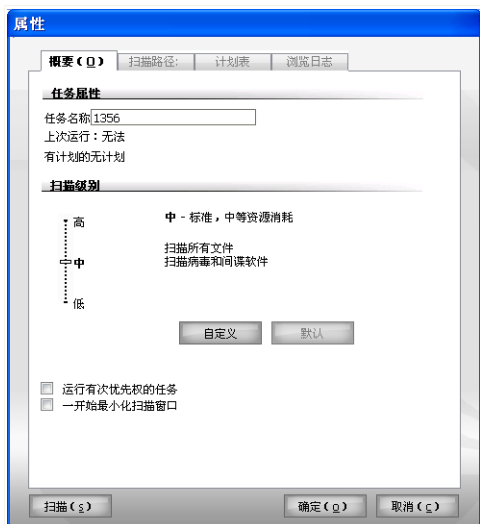 属性
概要(O) 扫描路径: 计划表 浏览日志
任务属性
任务名称 1356
上次运行：无法
有计划的无计划
扫描级别
高 中 - 标准，中等资源消耗
扫描所有文件
中 扫描病毒和间谍软件
低
自定义 默认
运行有次优先权的任务
一开始最小化扫描窗口
扫描(s) 确定(o) 取消(c)